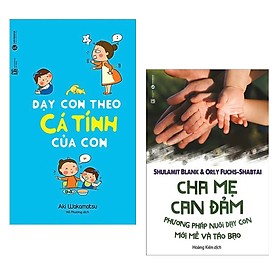 DẠY CON THEO
CÁ TÍNH
CỦA CON
Aki Wakamatsu
SHULAMIT BLANK & ORLY FUCHS-SHABTAI
CHA MẸ
CAN ĐẢM
PHƯƠNG PHÁP NUÔI DẠY CON
MỚI MẺ VÀ TÁO BẠO
Hoàng Kiên dịch